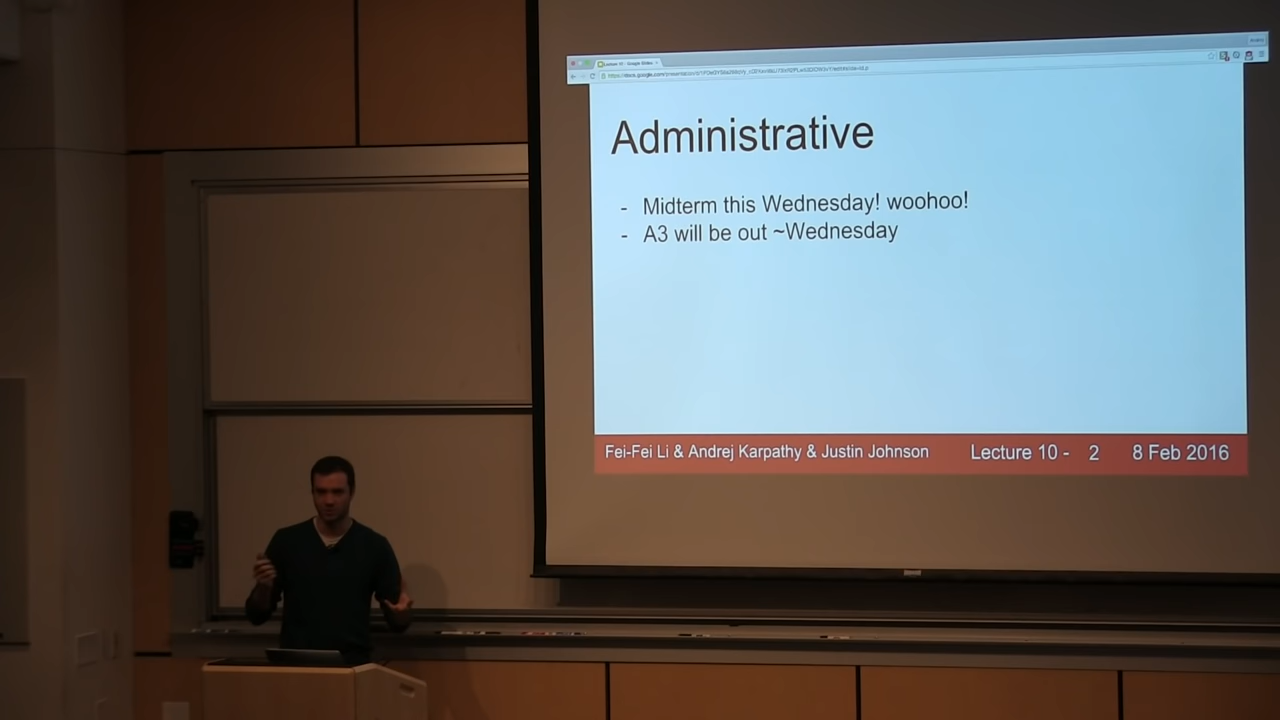 Administrative
- Midterm this Wednesday! woohoo!
- A3 will be out ~Wednesday
Fei-Fei Li & Andrej Karpathy & Justin Johnson Lecture 10 - 2 8 Feb 2016